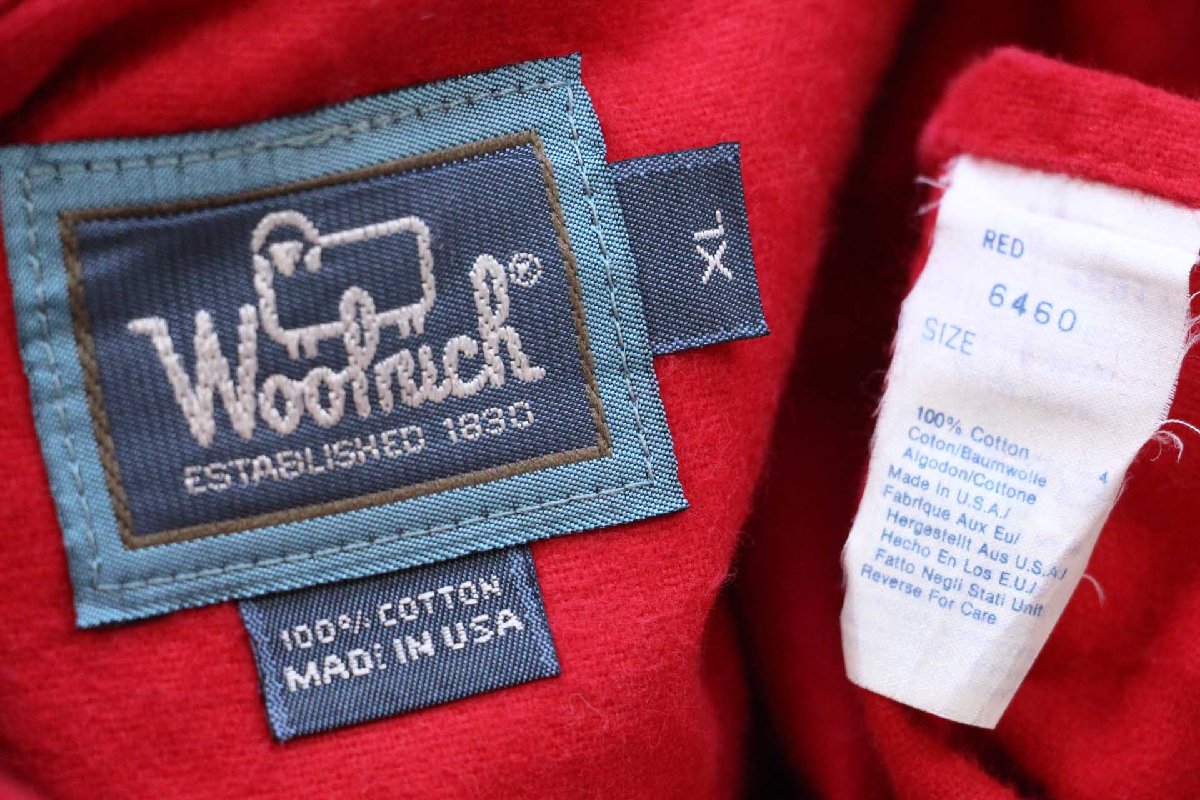 Woolrich®
ESTABLISHED 1830
XL
100% COTTON
MADE IN USA
RED
6460
SIZE
100% Cotton
Coton/Baumwolle
Algodon/Cottone
4
Made In U.S.A./
Fabrique Aux Eu/
Hergestellt Aus U.S.A./
Hecho En Los E.U./
Fatto Negli Stati Unit
Reverse For Care